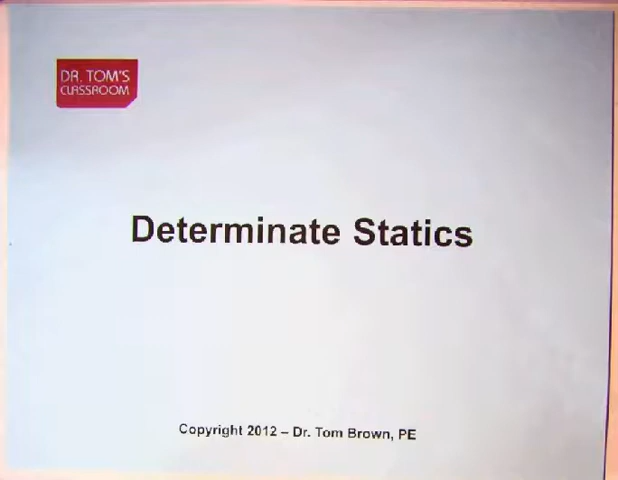 DR. TOM'S
CLASSROOM
Determinate Statics
Copyright 2012 – Dr. Tom Brown, PE